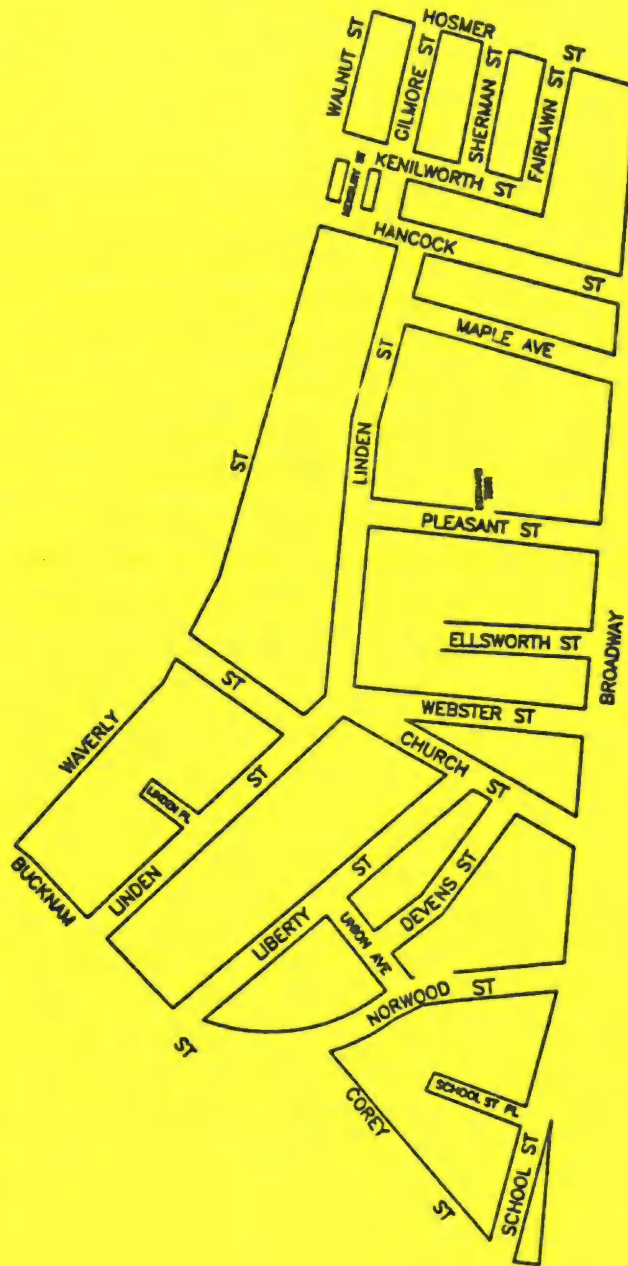 HOSMER
ST
WALNUT ST
GILMORE ST
SHERMAN ST
FAIRLAWN ST
KENILWORTH ST
HANCOCK
ST
MAPLE AVE
ST
LINDEN
ST
PLEASANT ST
ELLSWORTH ST
BROADWAY
WEBSTER ST
ST
WAVERLY
CHURCH
ST
ST
LINDEN PL
BUCKNAM
LINDEN
ST
DEVENS ST
LIBERTY
UNION AVE
NORWOOD ST
ST
SCHOOL ST PL
COREY
ST
SCHOOL ST